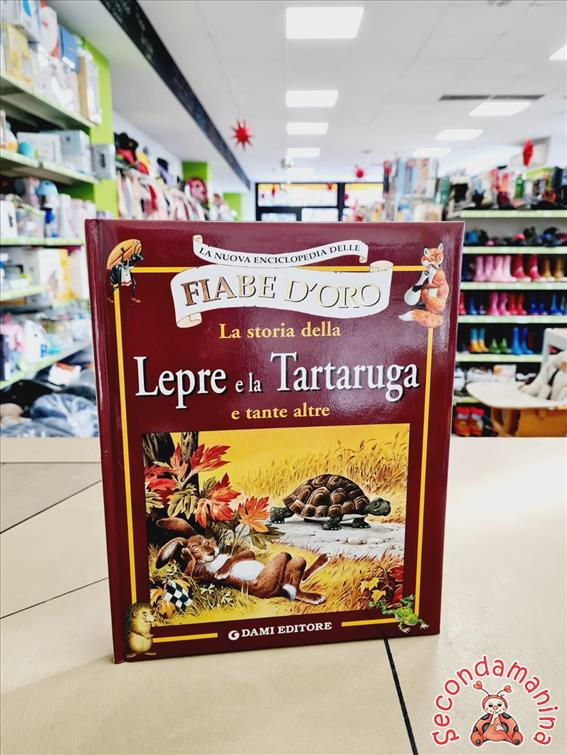 LA NUOVA ENCICLOPEDIA DELLE
FIABE D'ORO
La storia della
Lepre e la Tartaruga
e tante altre
DAMI EDITORE
Secondamanina